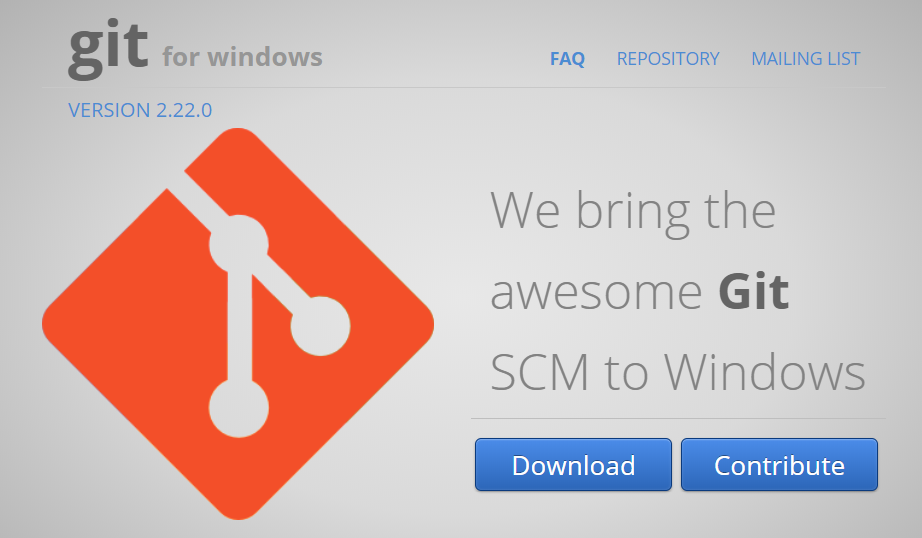 git for windows
FAQ REPOSITORY MAILING LIST
VERSION 2.22.0
We bring the
awesome Git
SCM to Windows
Download Contribute